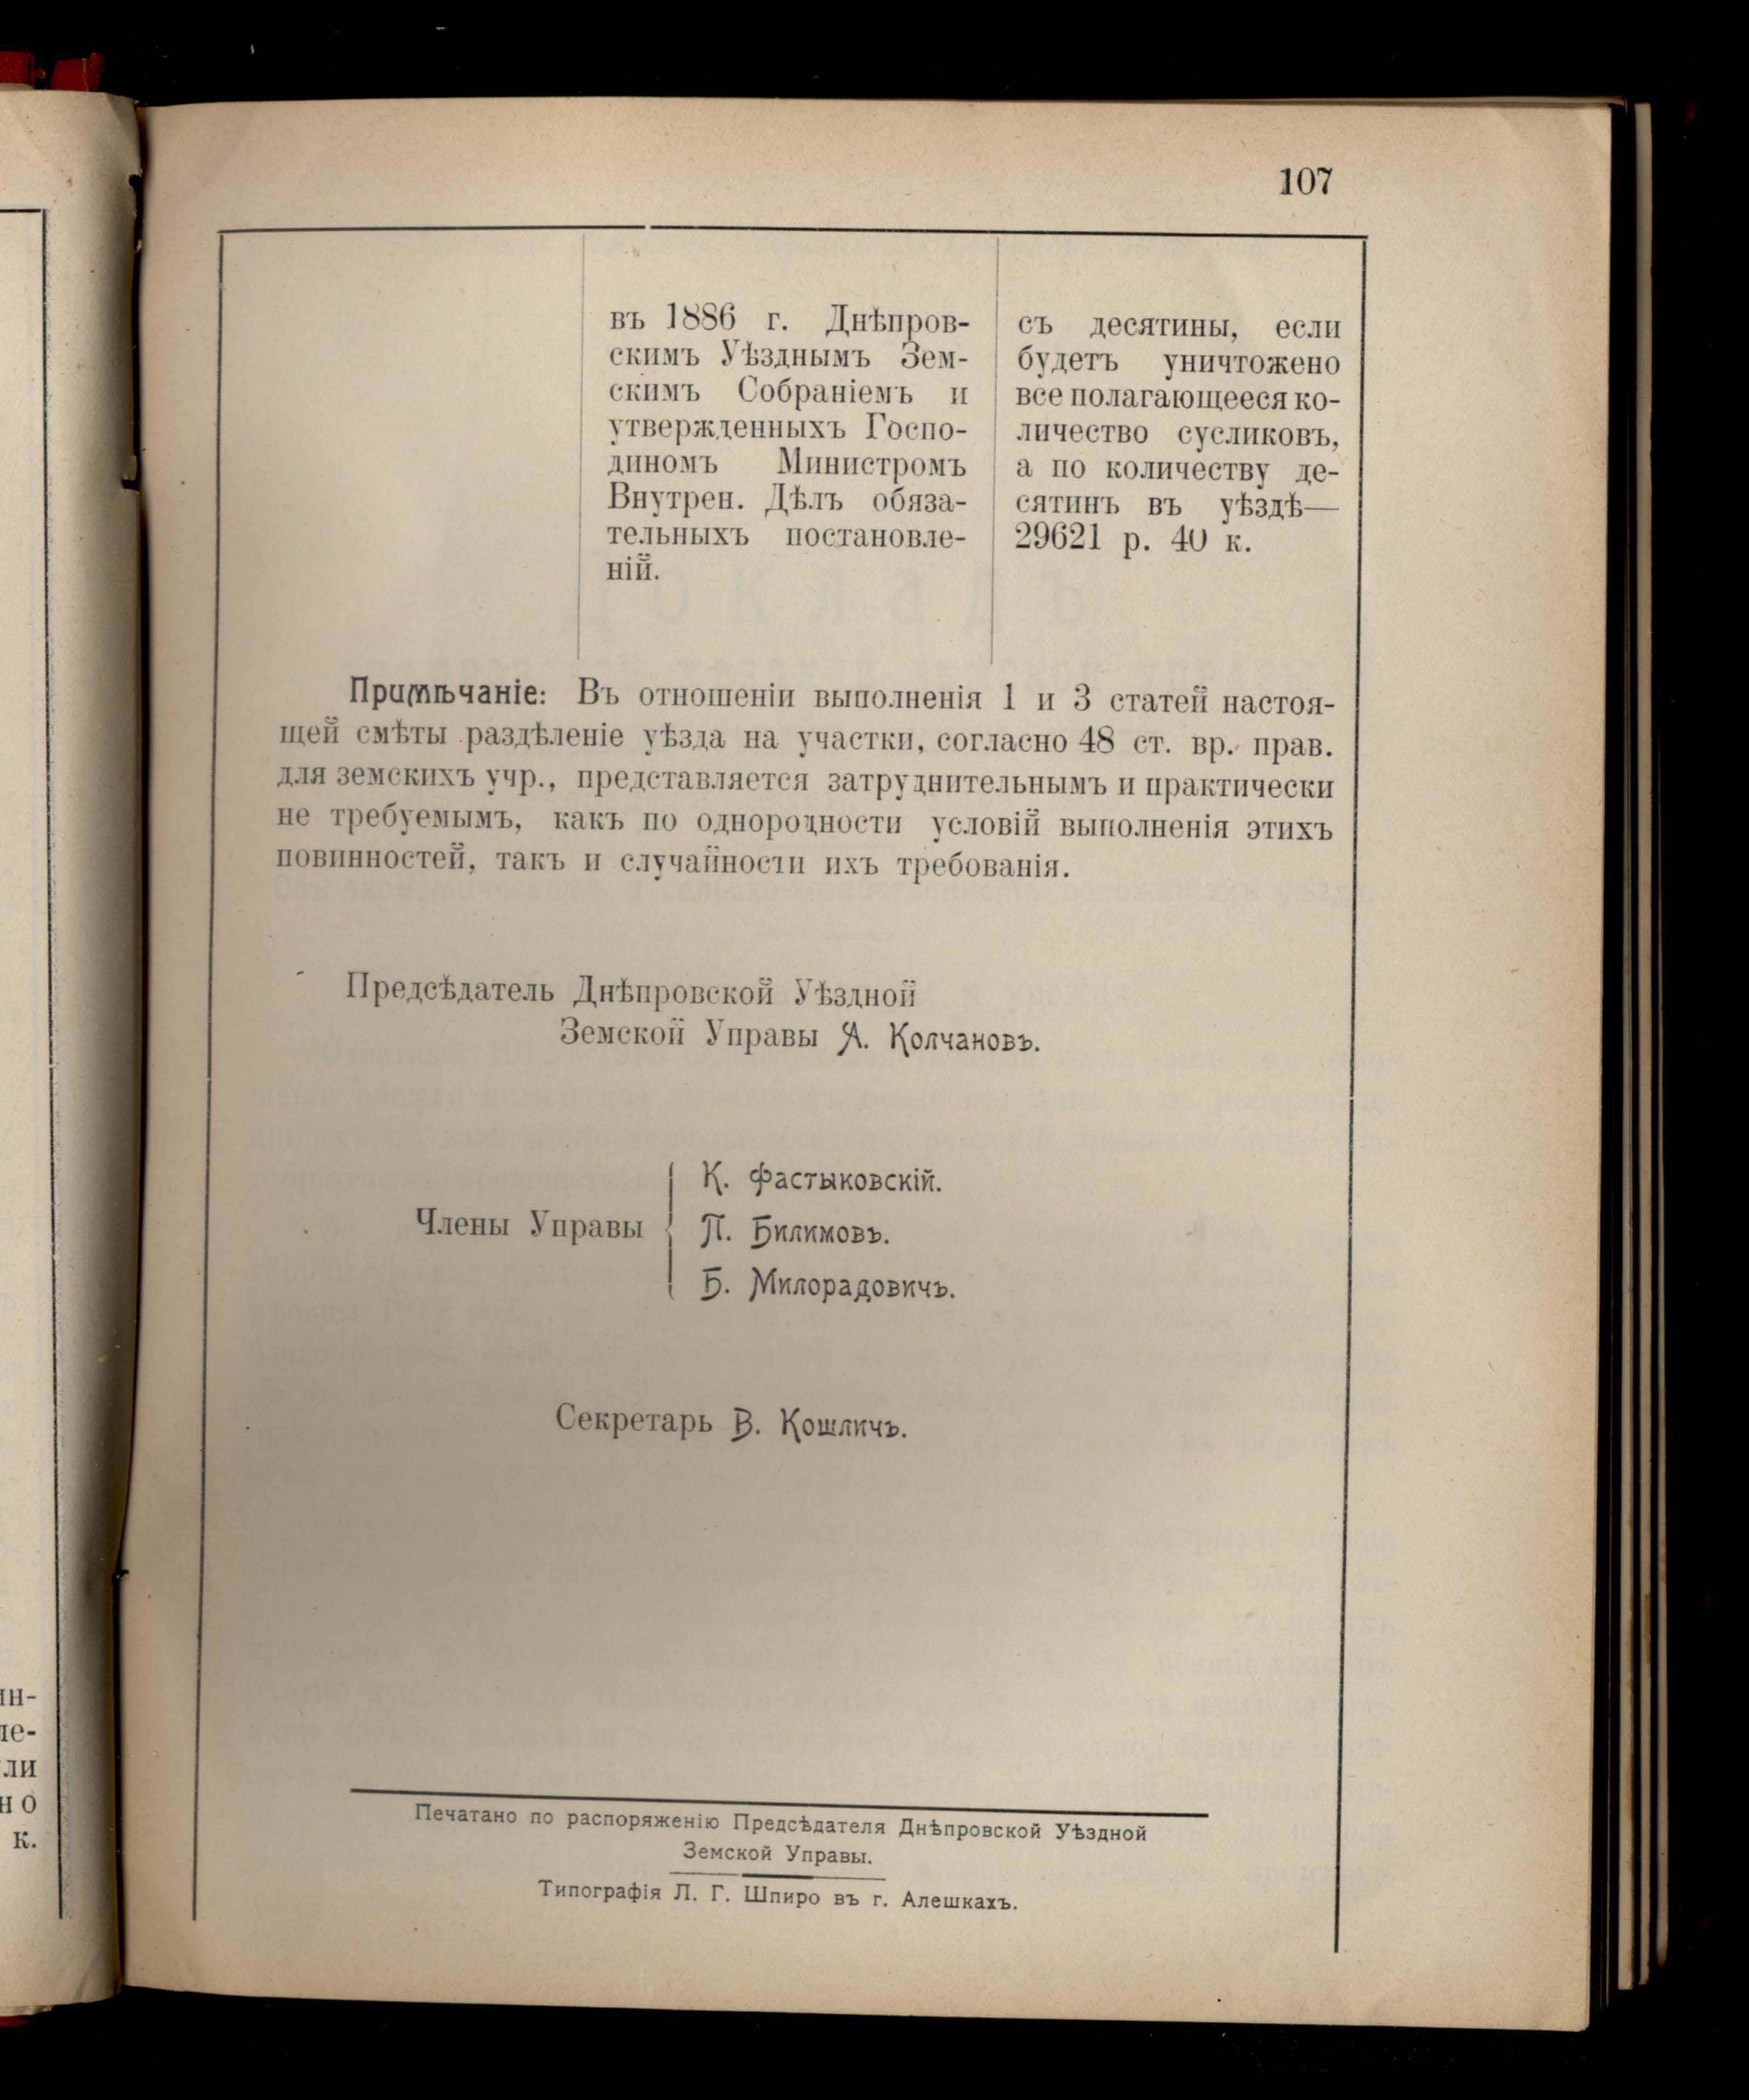 107
въ 1886 г. Днѣпров-
скимъ Уѣзднымъ Зем-
скимъ Собраніемъ и
утвержденныхъ Госпо-
диномъ Министромъ
Внутрен. Дѣлъ обяза-
тельныхъ постановле-
ній.
съ десятины, если
будетъ уничтожено
все полагающееся ко-
личество сусликовъ,
а по количеству де-
сятинъ въ уѣздѣ—
29621 р. 40 к.
Примѣчаніе: Въ отношеніи выполненія 1 и 3 статей настоя-
щей смѣты раздѣленіе уѣзда на участки, согласно 48 ст. вр. прав.
для земскихъ учр., представляется затруднительнымъ и практически
не требуемымъ, какъ по однородности условій выполненія этихъ
повинностей, такъ и случайности ихъ требованія.
Предсѣдатель Днѣпровской Уѣздной
Земской Управы А. Колчановъ.
Члены Управы
К. Фастыковскій.
П. Билимовъ.
Б. Милорадовичъ.
Секретарь В. Кошличъ.
Печатано по распоряженію Предсѣдателя Днѣпровской Уѣздной
Земской Управы.
Типографія Л. Г. Шпиро въ г. Алешкахъ.